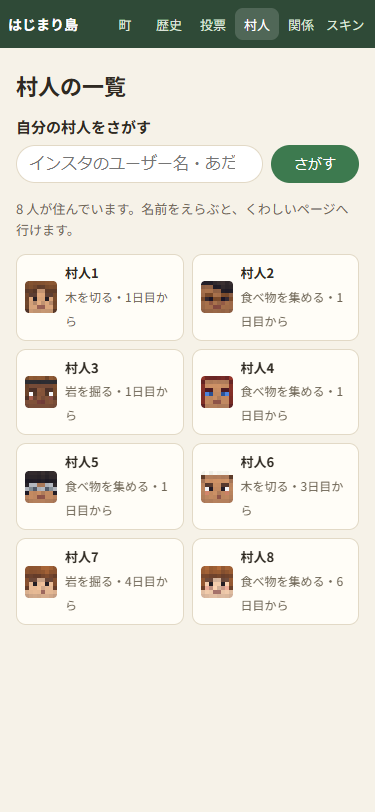 はじまり島 町 歴史 投票 村人 関係 スキン
村人の一覧
自分の村人をさがす
インスタのユーザー名・あだ さがす
8 人が住んでいます。名前をえらぶと、くわしいページへ
行けます。
村人1
木を切る・1日目か
ら
村人2
食べ物を集める・1
日目から
村人3
岩を掘る・1日目か
ら
村人4
食べ物を集める・1
日目から
村人5
食べ物を集める・1
日目から
村人6
木を切る・3日目か
ら
村人7
岩を掘る・4日目か
ら
村人8
食べ物を集める・6
日目から